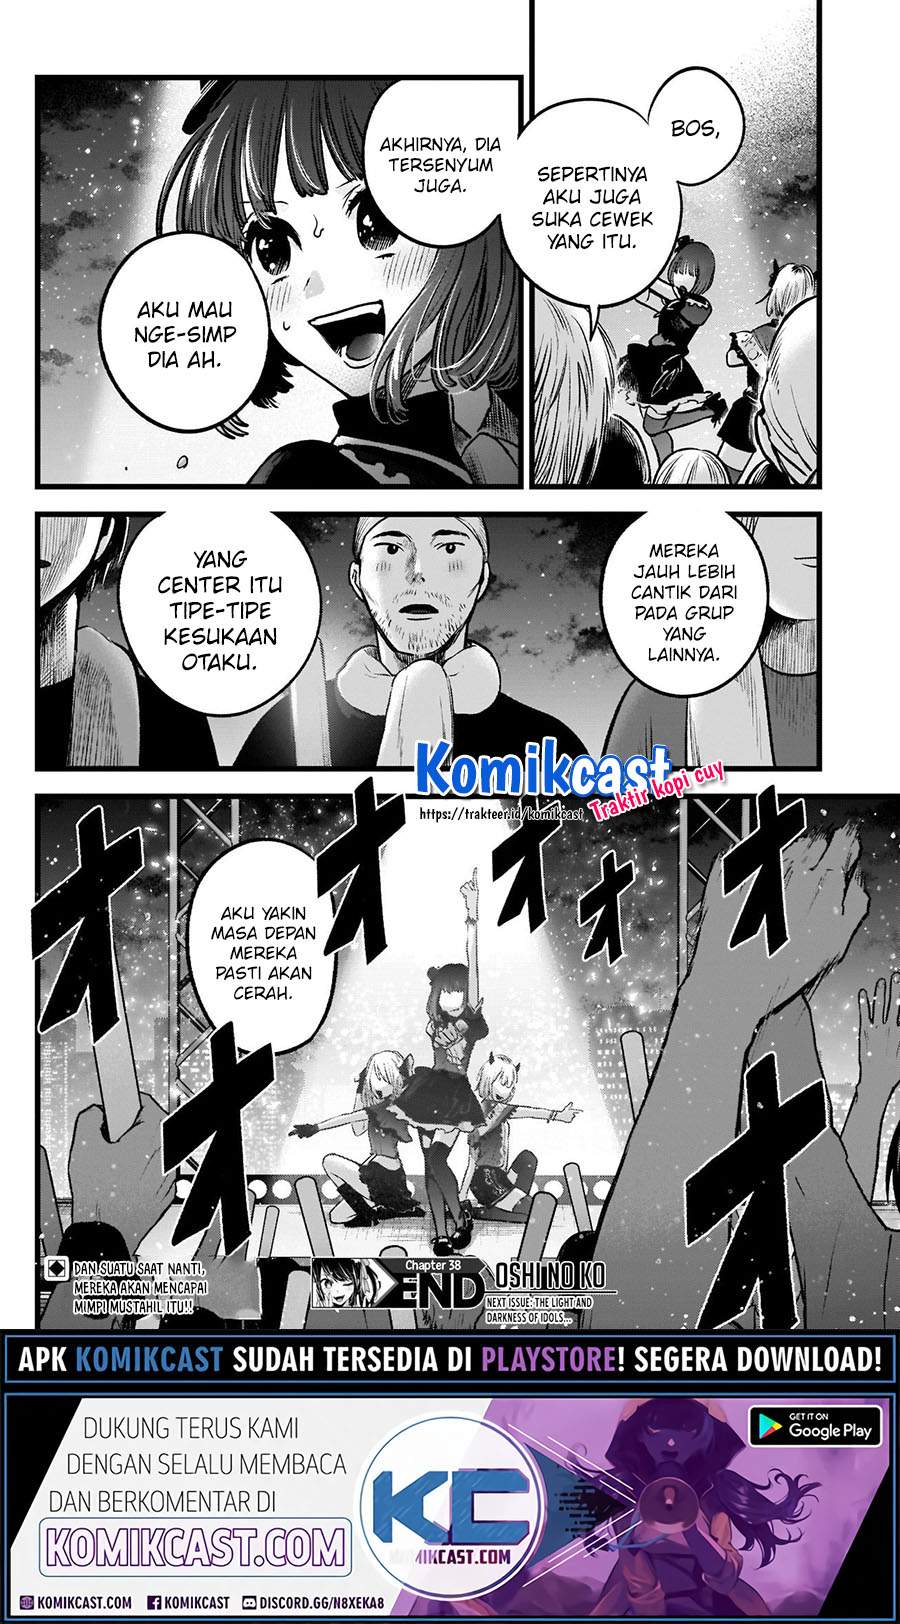 BOS,
SEPERTINYA
AKU JUGA
SUKA CEWEK
YANG ITU.
AKHIRNYA, DIA
TERSENYUM
JUGA.
AKU MAU
NGE-SIMP
DIA AH.
MEREKA
JAUH LEBIH
CANTIK DARI
PADA GRUP
YANG
LAINNYA.
YANG
CENTER ITU
TIPE-TIPE
KESUKAAN
OTAKU.
Komikcast
Traktir kopi cuy
https://trakteer.id/komikcast
オ
オ
オ
オ
オ
オ
オ
オ
AKU YAKIN
MASA DEPAN
MEREKA
PASTI AKAN
CERAH.
DAN SUATU SAAT NANTI,
MEREKA AKAN MENCAPAI
MIMPI MUSTAHIL ITU!!
Chapter 38
END
OSHI NO KO
NEXT ISSUE: THE LIGHT AND
DARKNESS OF IDOLS...
APK KOMIKCAST SUDAH TERSEDIA DI PLAYSTORE! SEGERA DOWNLOAD!
DUKUNG TERUS KAMI
DENGAN SELALU MEMBACA
DAN BERKOMENTAR DI
KOMIKCAST.COM
KC
KOMIKCAST.COM
GET IT ON
Google Play
KOMIKCAST.COM
KOMIKCAST
DISCORD.GG/N8XEKA8